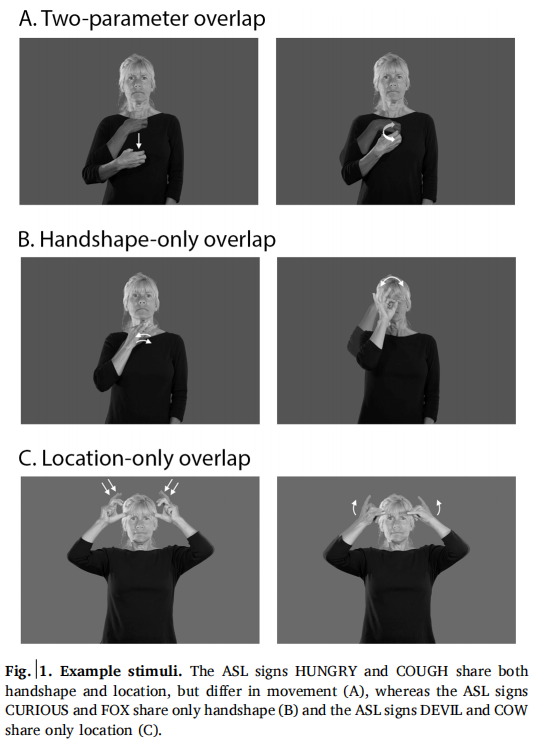 A. Two-parameter overlap
B. Handshape-only overlap
C. Location-only overlap
Fig. 1. Example stimuli. The ASL signs HUNGRY and COUGH share both
handshape and location, but differ in movement (A), whereas the ASL signs
CURIOUS and FOX share only handshape (B) and the ASL signs DEVIL and COW
share only location (C).